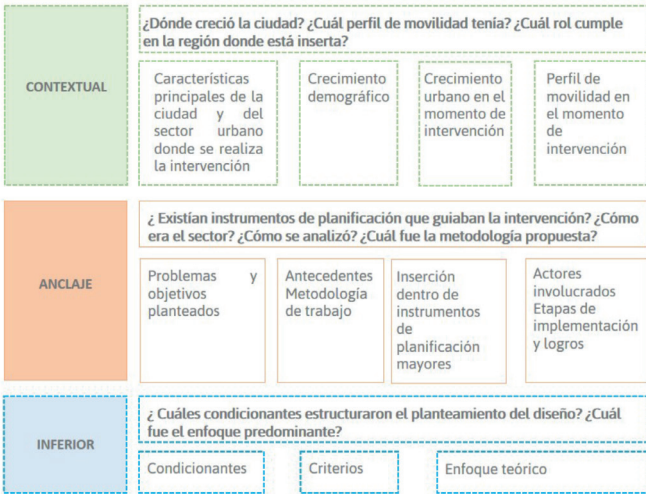 CONTEXTUAL
¿Dónde creció la ciudad? ¿Cuál perfil de movilidad tenía? ¿Cuál rol cumple
en la región donde está inserta?
Características
principales de la
ciudad y del
sector urbano
donde se realiza
la intervención
Crecimiento
demográfico
Crecimiento
urbano en el
momento de
intervención
Perfil de
movilidad en
el momento
de
intervención
ANCLAJE
¿ Existían instrumentos de planificación que guiaban la intervención? ¿Cómo
era el sector? ¿Cómo se analizó? ¿Cuál fue la metodología propuesta?
Problemas y
objetivos
planteados
Antecedentes
Metodología
de trabajo
Inserción
dentro de
instrumentos
de
planificación
mayores
Actores
involucrados
Etapas de
implementación
y logros
INFERIOR
¿ Cuáles condicionantes estructuraron el planteamiento del diseño? ¿Cuál
fue el enfoque predominante?
Condicionantes
Criterios
Enfoque teórico